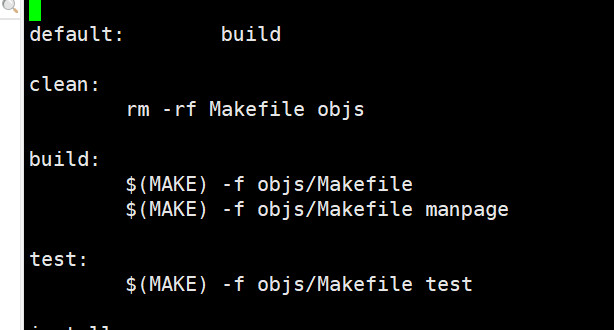 default:        build
clean:
        rm -rf Makefile objs
build:
        $(MAKE) -f objs/Makefile
        $(MAKE) -f objs/Makefile manpage
test:
        $(MAKE) -f objs/Makefile test